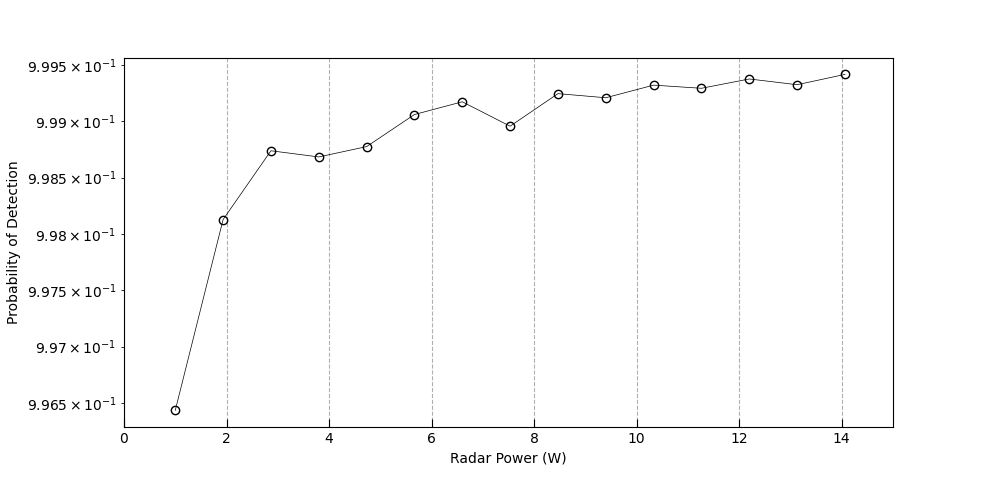 9.995 × 10⁻¹
9.99 × 10⁻¹
9.985 × 10⁻¹
9.98 × 10⁻¹
9.975 × 10⁻¹
9.97 × 10⁻¹
9.965 × 10⁻¹
Probability of Detection
0 2 4 6 8 10 12 14
Radar Power (W)